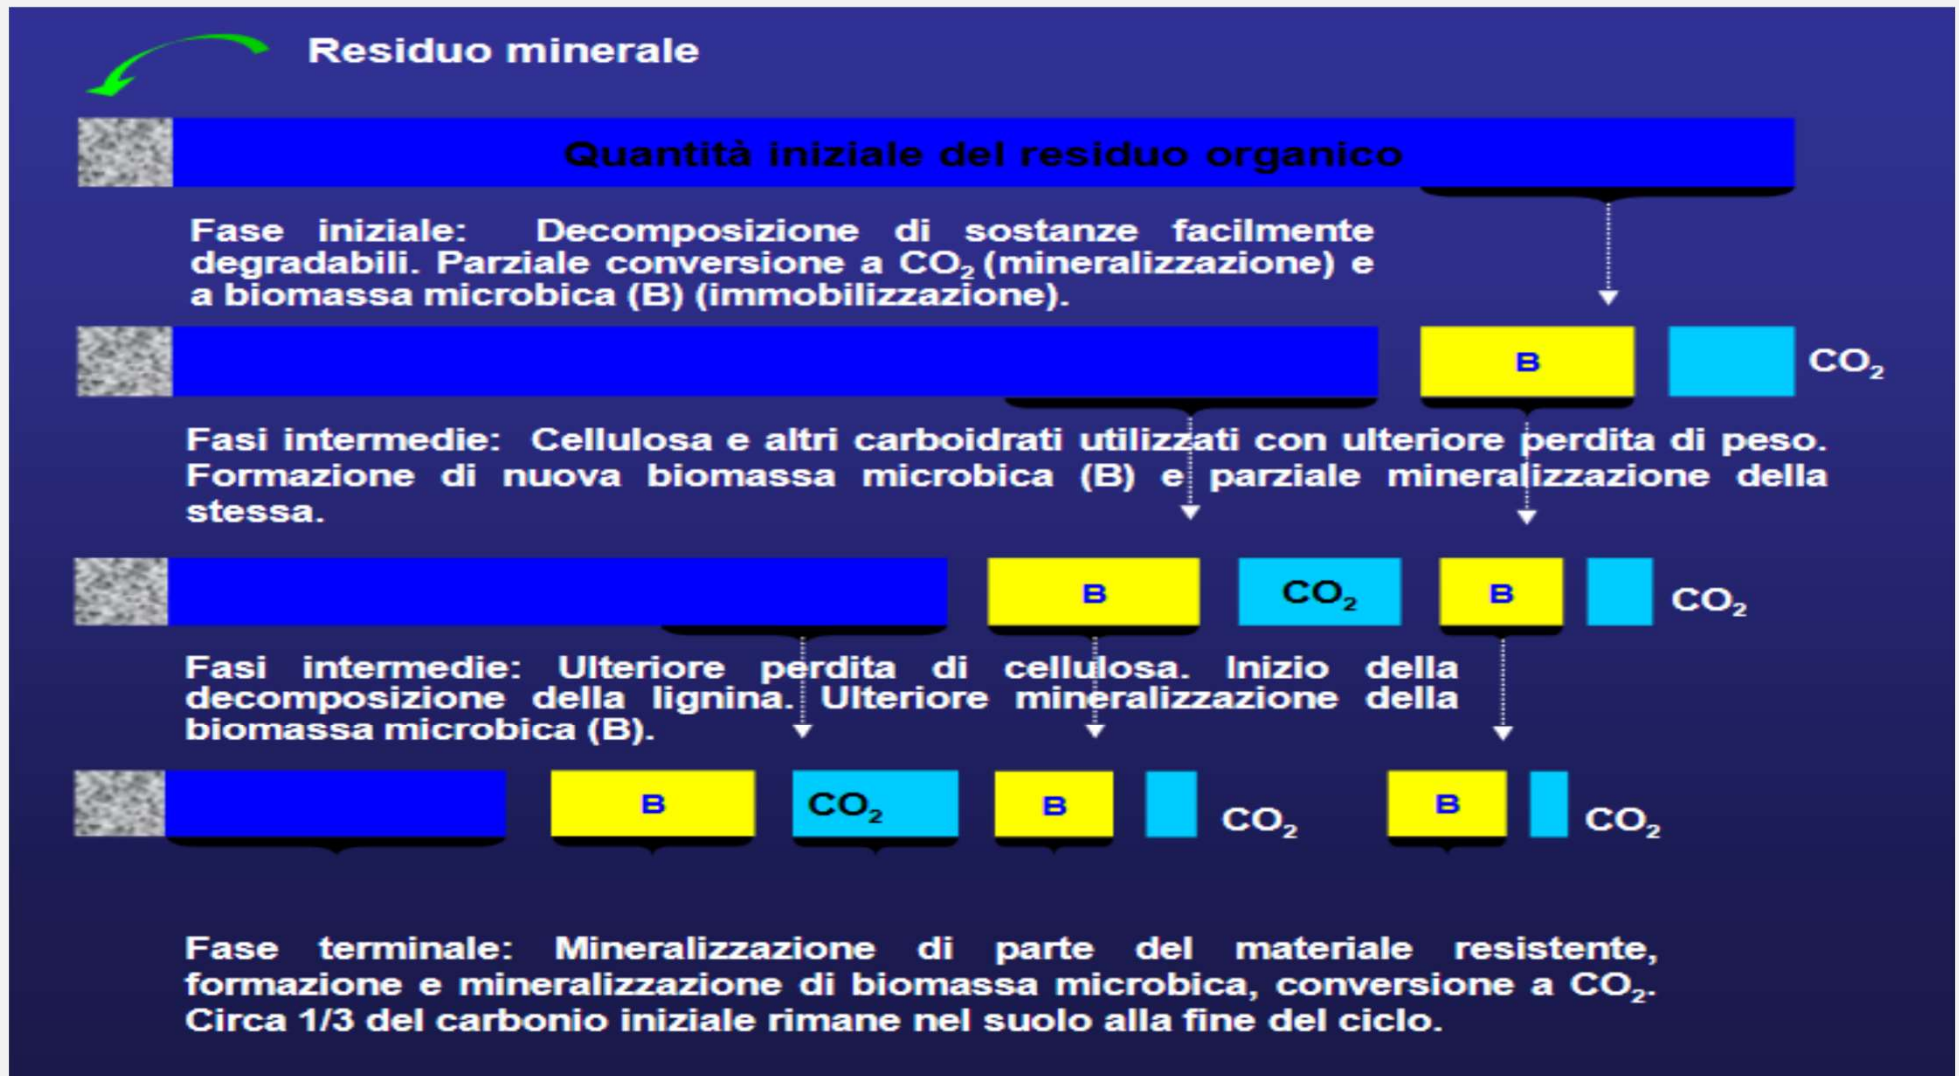 Residuo minerale
Quantità iniziale del residuo organico
Fase iniziale: Decomposizione di sostanze facilmente
degradabili. Parziale conversione a CO₂ (mineralizzazione) e
a biomassa microbica (B) (immobilizzazione).
B CO₂
Fasi intermedie: Cellulosa e altri carboidrati utilizzati con ulteriore perdita di peso.
Formazione di nuova biomassa microbica (B) e parziale mineralizzazione della
stessa.
B CO₂ B CO₂
Fasi intermedie: Ulteriore perdita di cellulosa. Inizio della
decomposizione della lignina. Ulteriore mineralizzazione della
biomassa microbica (B).
B CO₂ B CO₂ B CO₂
Fase terminale: Mineralizzazione di parte del materiale resistente,
formazione e mineralizzazione di biomassa microbica, conversione a CO₂.
Circa 1/3 del carbonio iniziale rimane nel suolo alla fine del ciclo.